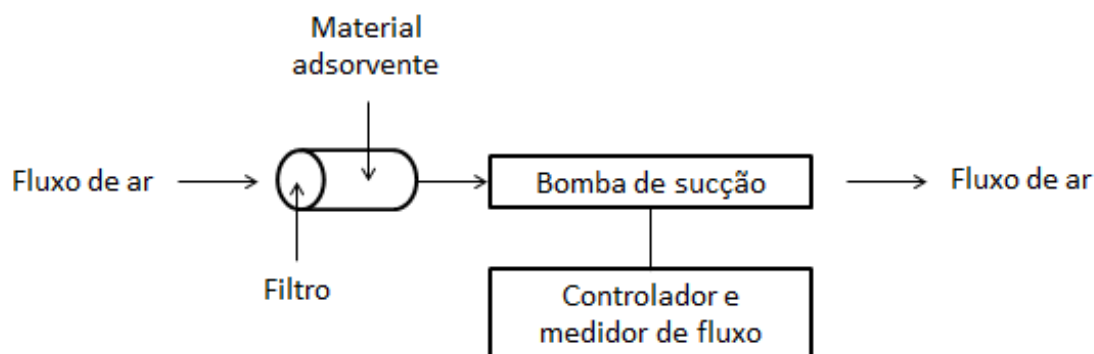 Material
adsorvente
Fluxo de ar
Bomba de sucção
Fluxo de ar
Filtro
Controlador e
medidor de fluxo